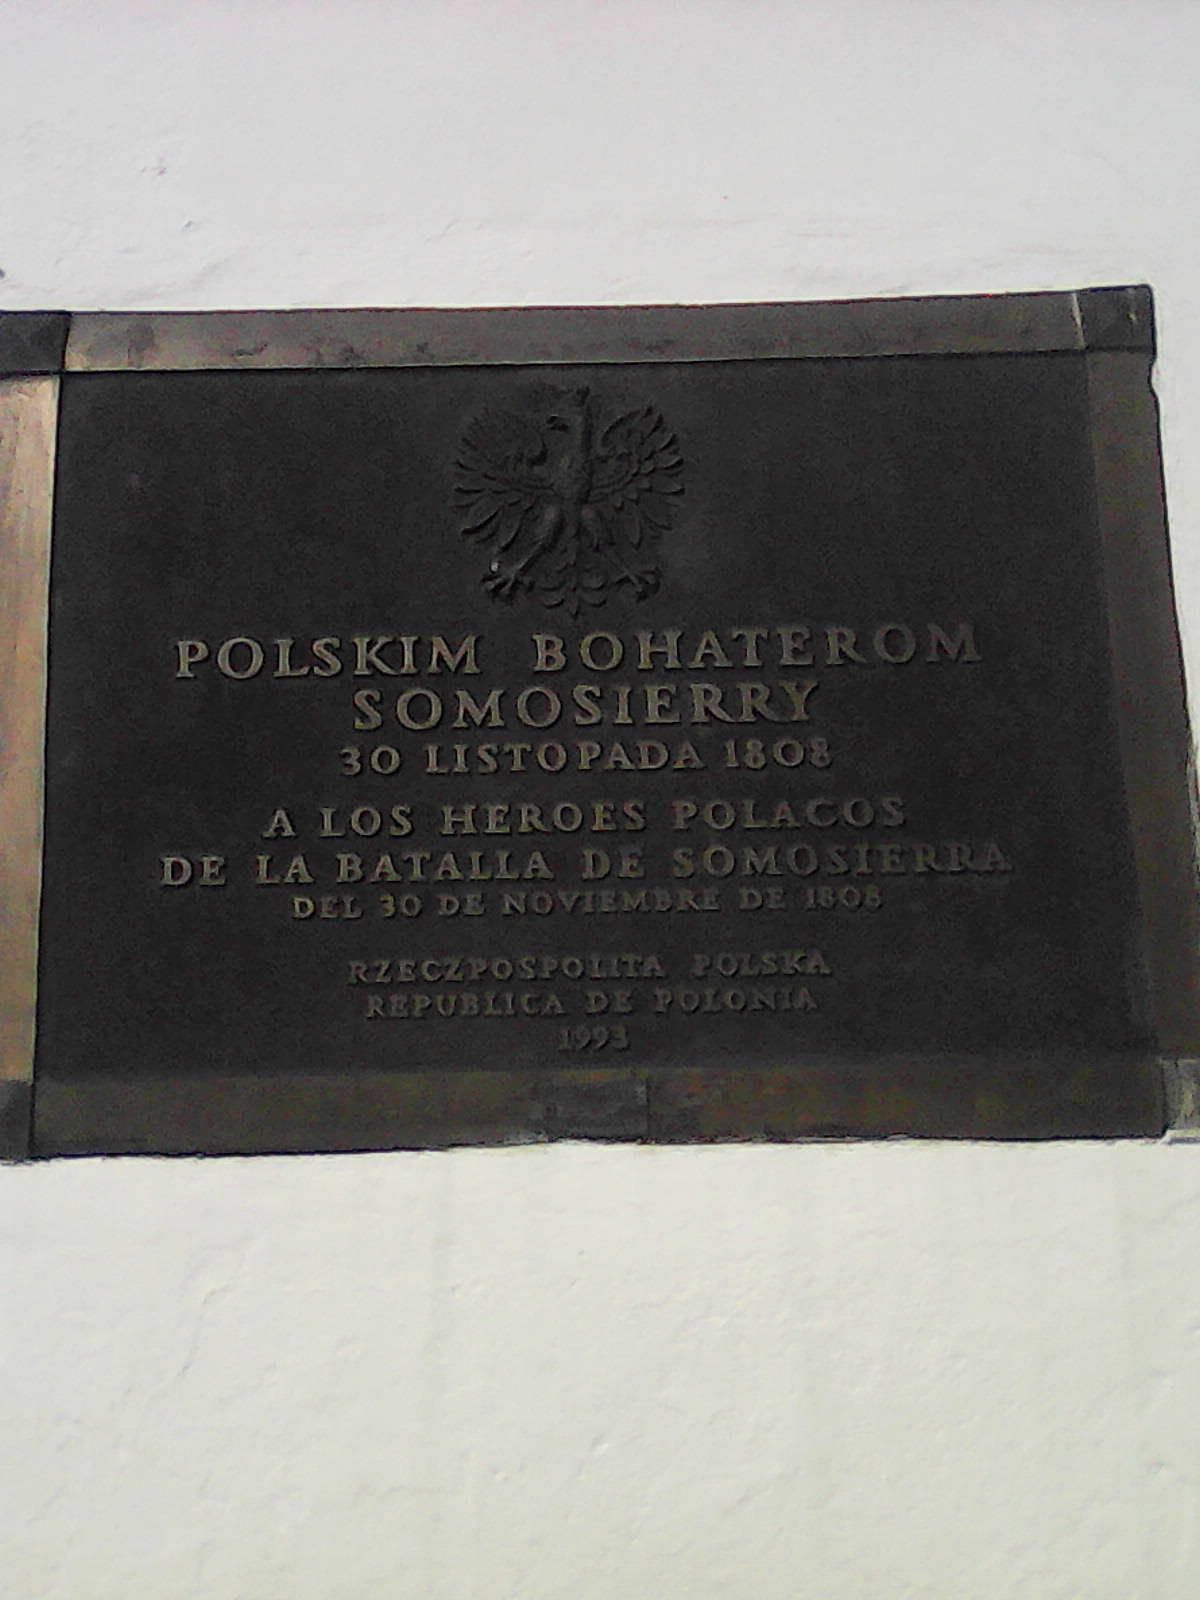 POLSKIM BOHATEROM
SOMOSIERRY
30 LISTOPADA 1808
A LOS HEROES POLACOS
DE LA BATALLA DE SOMOSIERRA
DEL 30 DE NOVIEMBRE DE 1808
RZECZPOSPOLITA POLSKA
REPUBLICA DE POLONIA
1993